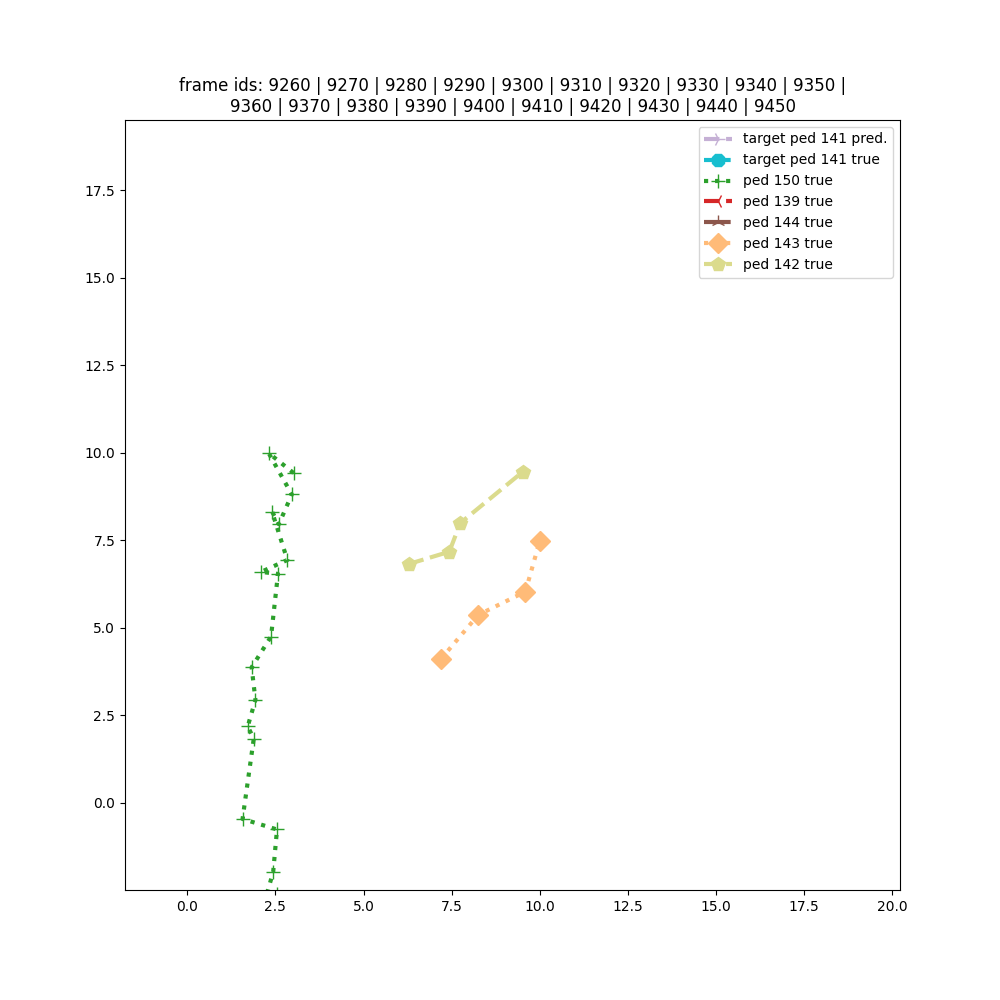 frame ids: 9260 | 9270 | 9280 | 9290 | 9300 | 9310 | 9320 | 9330 | 9340 | 9350 |
9360 | 9370 | 9380 | 9390 | 9400 | 9410 | 9420 | 9430 | 9440 | 9450
target ped 141 pred.
target ped 141 true
ped 150 true
ped 139 true
ped 144 true
ped 143 true
ped 142 true
17.5
15.0
12.5
10.0
7.5
5.0
2.5
0.0
0.0 2.5 5.0 7.5 10.0 12.5 15.0 17.5 20.0